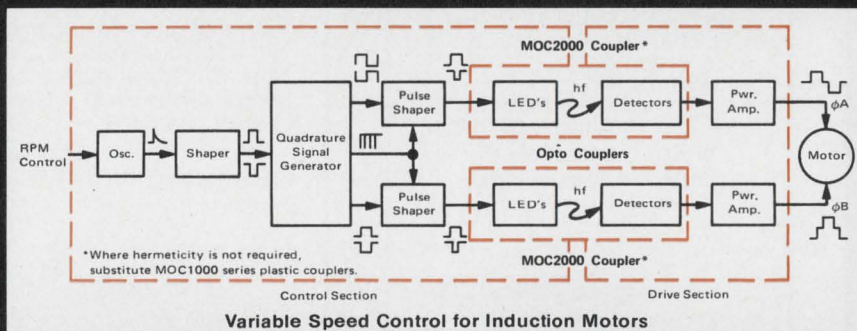 MOC2000 Coupler*
RPM
Control
Osc.
Shaper
Quadrature
Signal
Generator
Pulse
Shaper
LED's
hf
Detectors
Pwr.
Amp.
φA
Opto Couplers
Motor
Pulse
Shaper
LED's
hf
Detectors
Pwr.
Amp.
φB
*Where hermeticity is not required,
substitute MOC1000 series plastic couplers.
MOC2000 Coupler*
Control Section
Drive Section
Variable Speed Control for Induction Motors